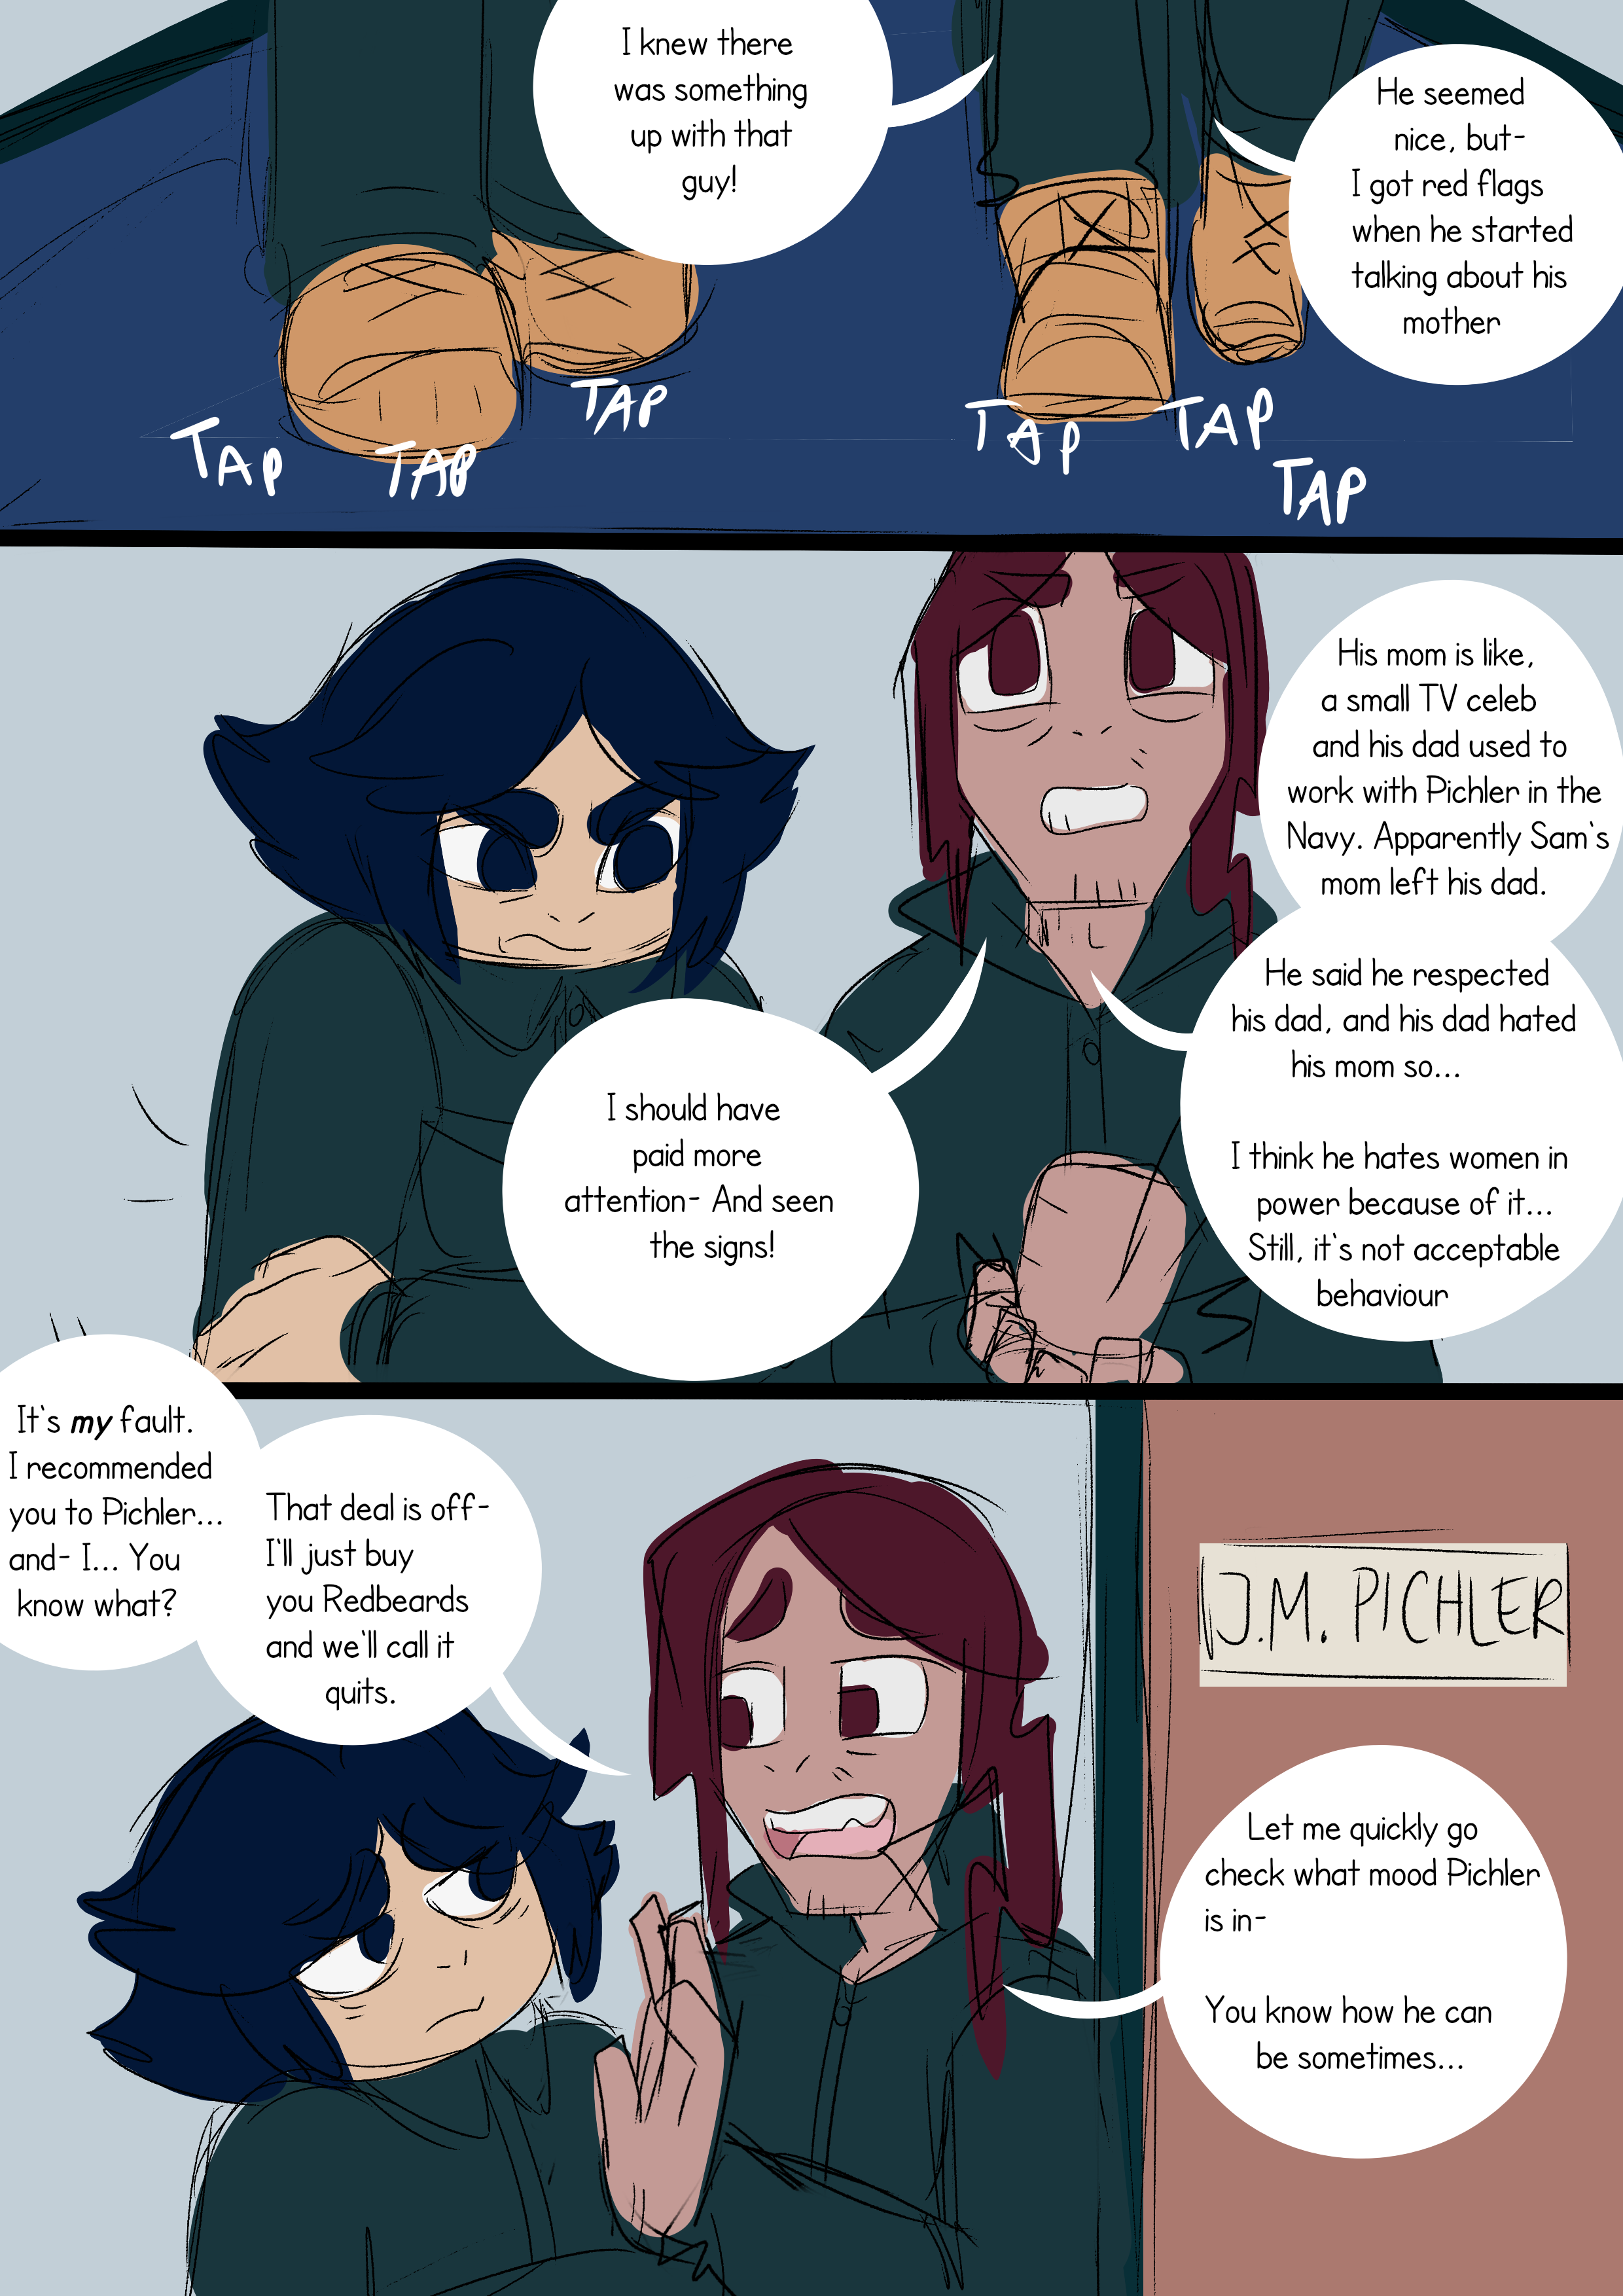 I knew there
was something
up with that
guy!
He seemed
nice, but-
I got red flags
when he started
talking about his
mother
TAP
TAP
TAP
TAP
TAP
TAP
His mom is like,
a small TV celeb
and his dad used to
work with Pichler in the
Navy. Apparently Sam's
mom left his dad.
He said he respected
his dad, and his dad hated
his mom so...
I think he hates women in
power because of it...
Still, it's not acceptable
behaviour
I should have
paid more
attention- And seen
the signs!
It's my fault.
I recommended
you to Pichler...
and- I... You
know what?
That deal is off-
I'll just buy
you Redbeards
and we'll call it
quits.
J.M. PICHLER
Let me quickly go
check what mood Pichler
is in-
You know how he can
be sometimes...